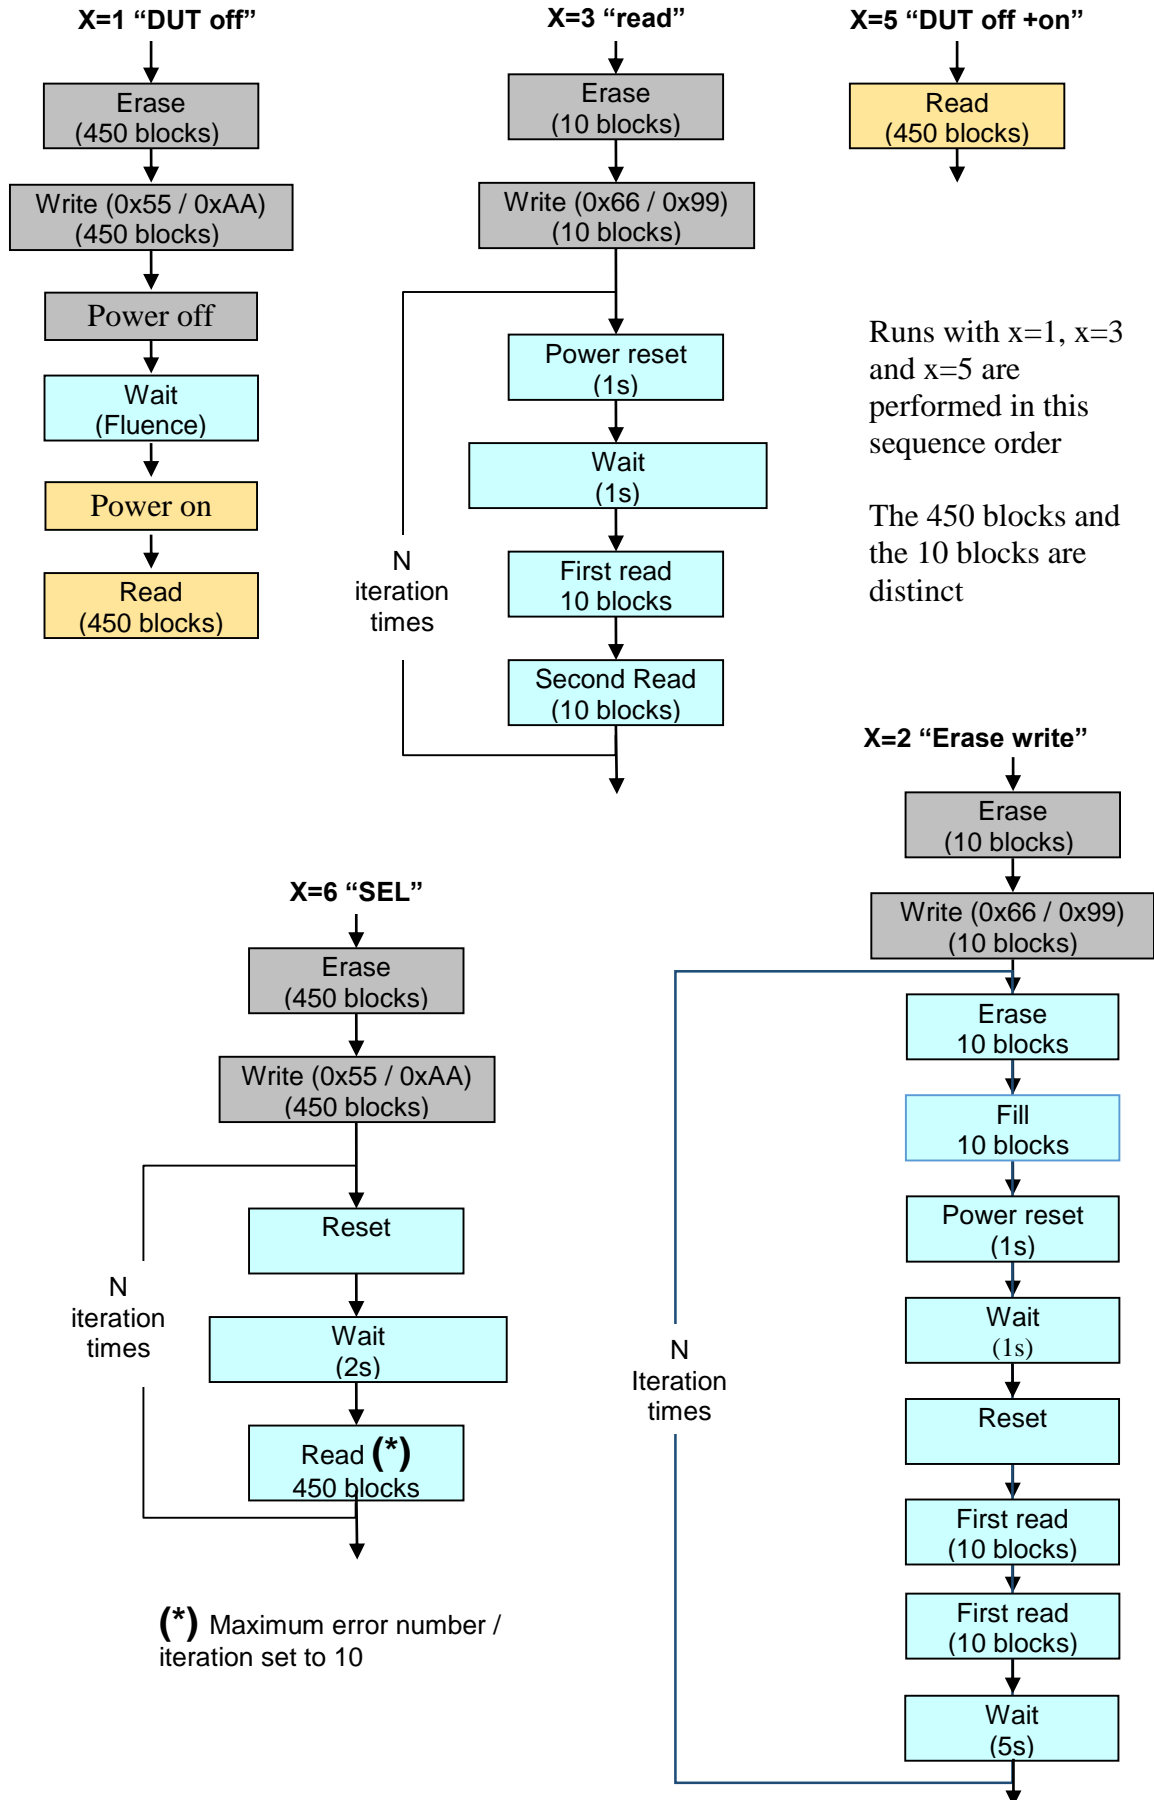 X=1 “DUT off”
Erase
(450 blocks)
Write (0x55 / 0xAA)
(450 blocks)
Power off
Wait
(Fluence)
Power on
Read
(450 blocks)
X=3 “read”
Erase
(10 blocks)
Write (0x66 / 0x99)
(10 blocks)
Power reset
(1s)
Wait
(1s)
First read
10 blocks
Second Read
(10 blocks)
N
iteration
times
X=5 “DUT off +on”
Read
(450 blocks)
Runs with x=1, x=3
and x=5 are
performed in this
sequence order
The 450 blocks and
the 10 blocks are
distinct
X=6 “SEL”
Erase
(450 blocks)
Write (0x55 / 0xAA)
(450 blocks)
Reset
Wait
(2s)
Read (*)
450 blocks
N
iteration
times
(*) Maximum error number /
iteration set to 10
X=2 “Erase write”
Erase
(10 blocks)
Write (0x66 / 0x99)
(10 blocks)
Erase
10 blocks
Fill
10 blocks
Power reset
(1s)
Wait
(1s)
Reset
First read
(10 blocks)
First read
(10 blocks)
Wait
(5s)
N
Iteration
times